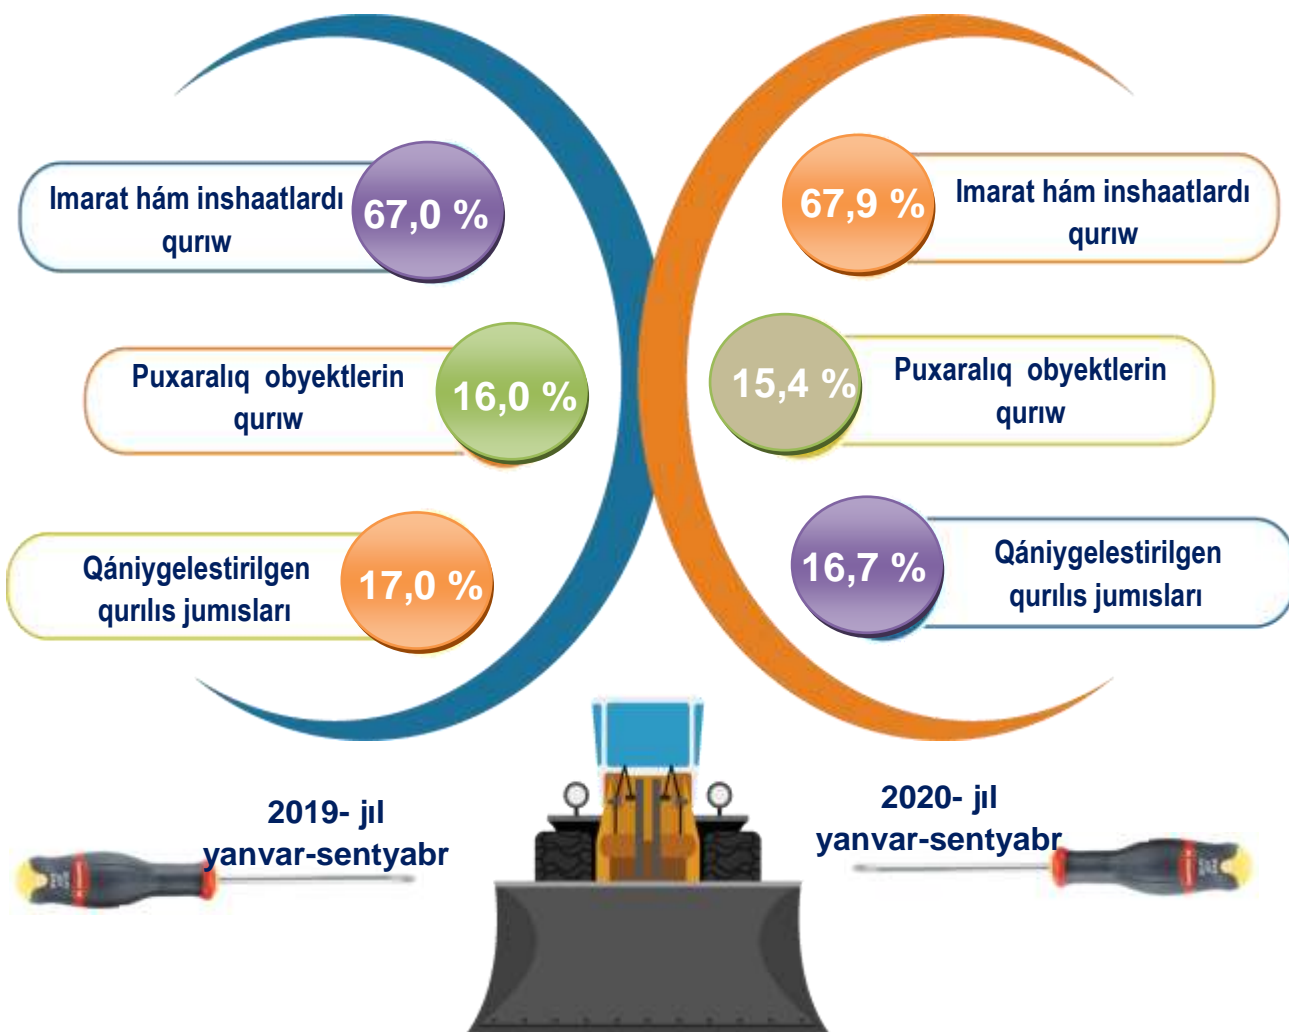 Imarat hám inshaatlardı
qurıw
67,0 %
Puxaralıq obyektlerin
qurıw
16,0 %
Qániygelestirilgen
qurılıs jumısları
17,0 %
2019- jıl
yanvar-sentyabr
67,9 %
Imarat hám inshaatlardı
qurıw
15,4 %
Puxaralıq obyektlerin
qurıw
16,7 %
Qániygelestirilgen
qurılıs jumısları
2020- jıl
yanvar-sentyabr